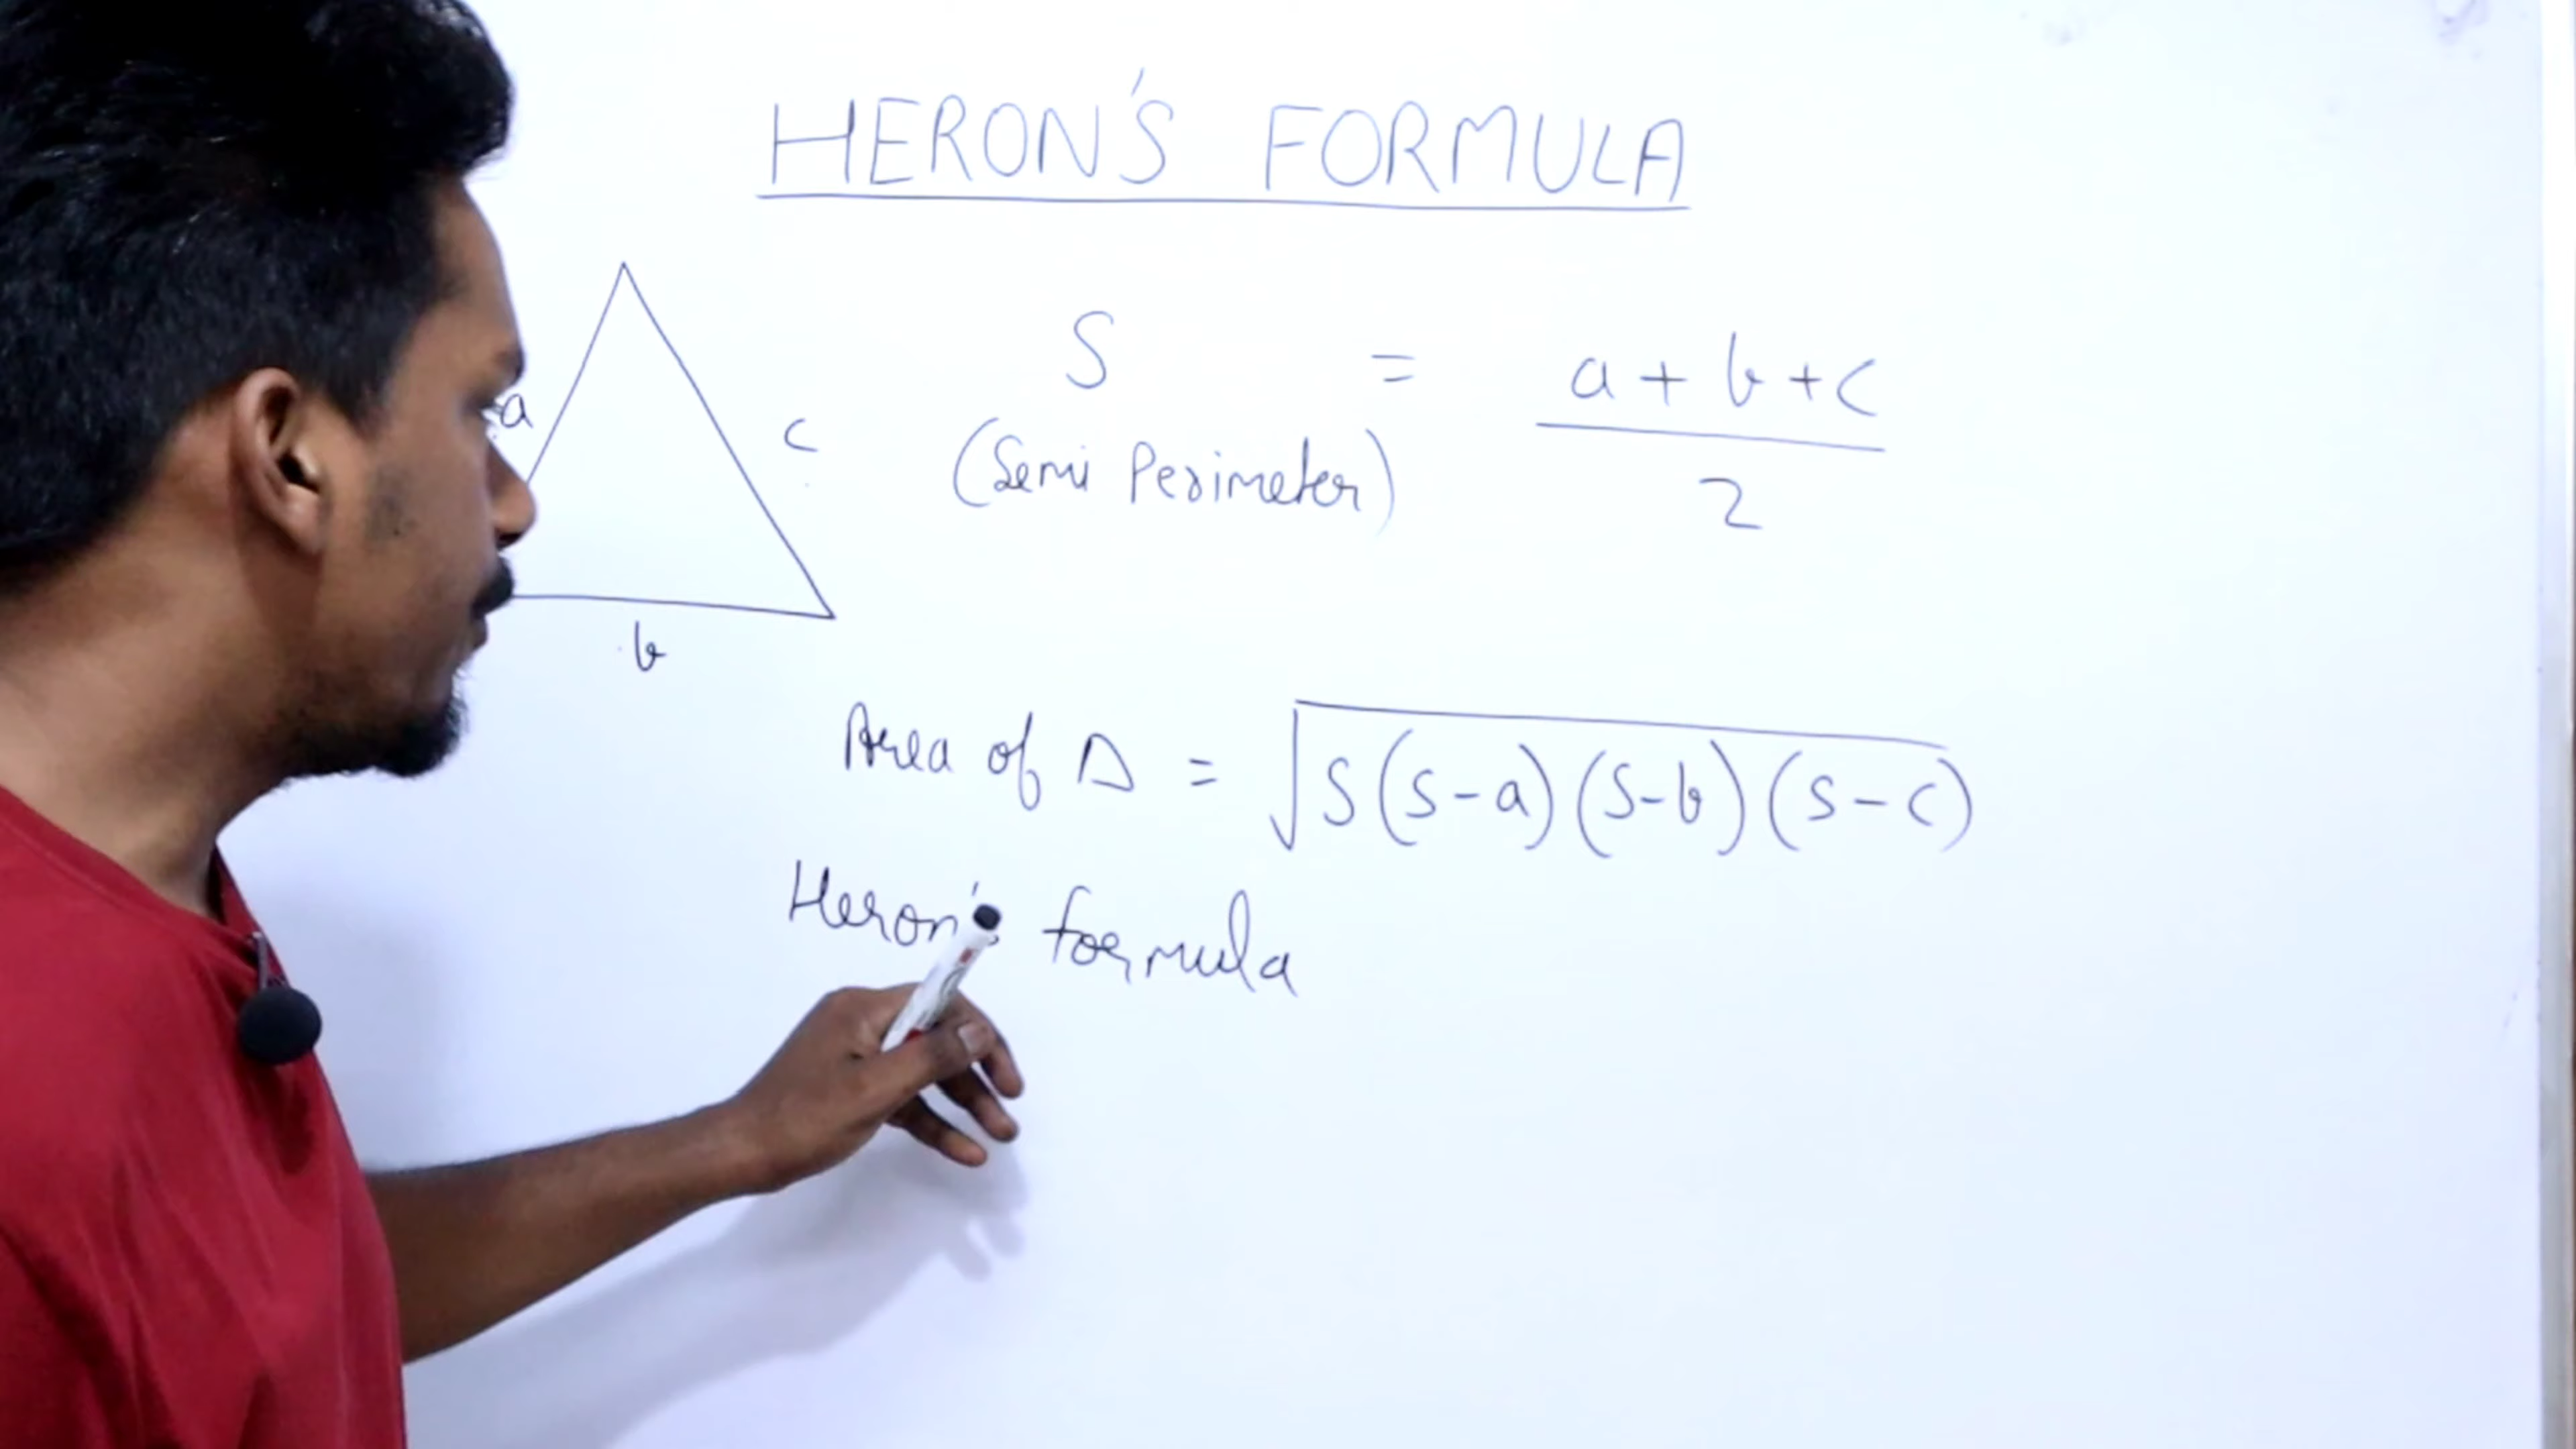 HERON'S FORMULA
a
c
b
S = a + b + c
(Semi Perimeter)
2
Area of Δ = √S(S-a)(S-b)(S-c)
Heron's formula